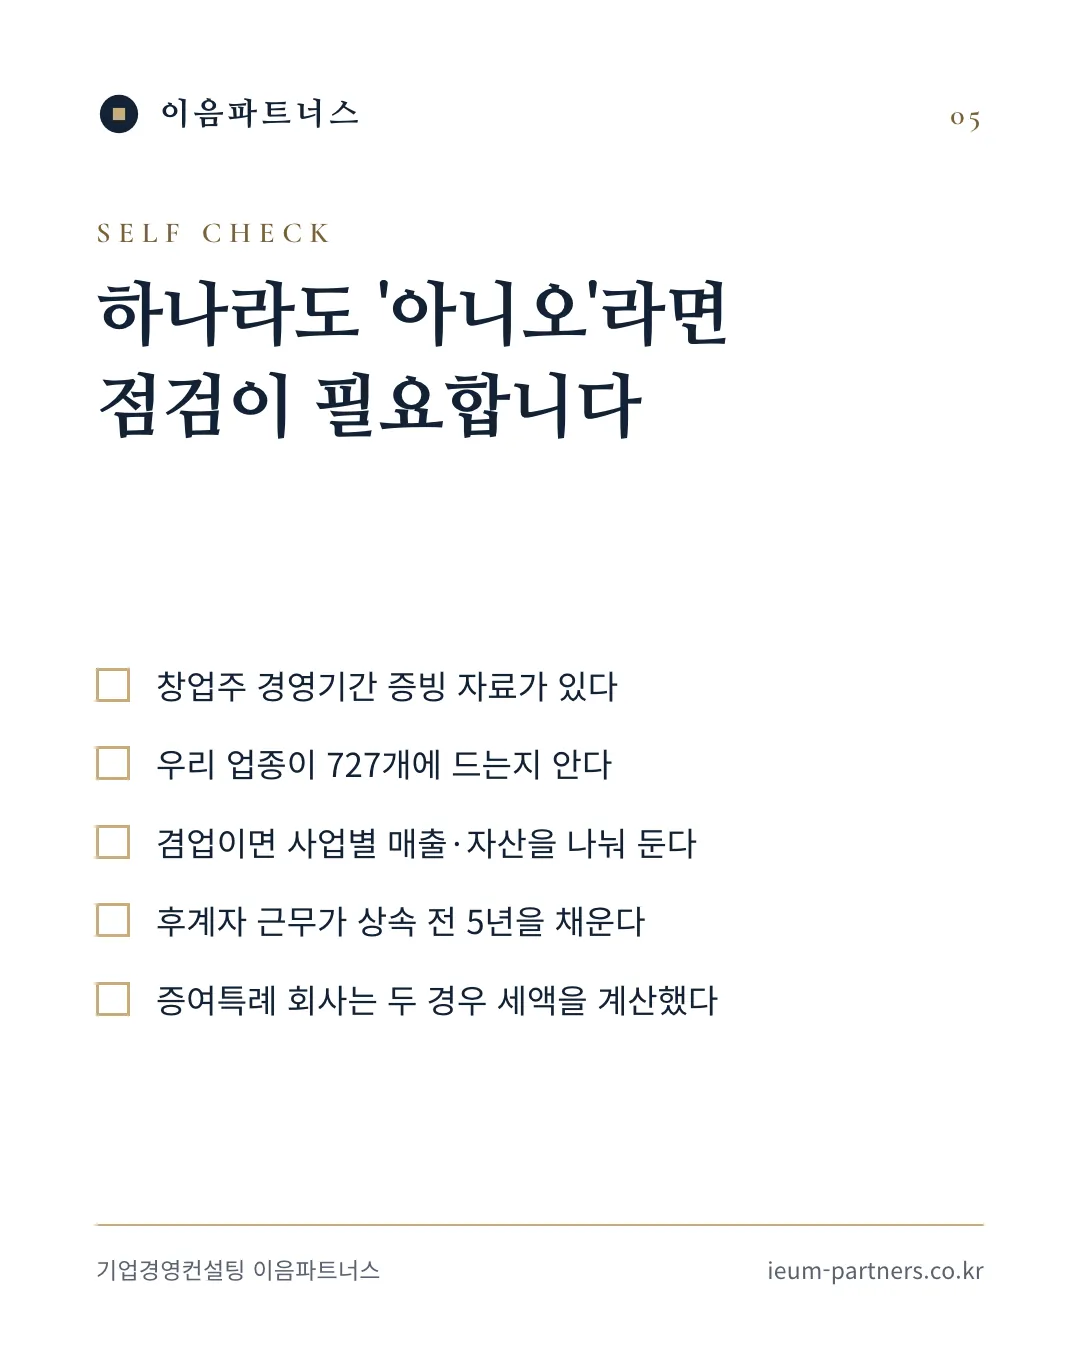 이음파트너스
05
SELF CHECK
하나라도 '아니오'라면
점검이 필요합니다
창업주 경영기간 증빙 자료가 있다
우리 업종이 727개에 드는지 안다
겸업이면 사업별 매출·자산을 나눠 둔다
후계자 근무가 상속 전 5년을 채운다
증여특례 회사는 두 경우 세액을 계산했다
기업경영컨설팅 이음파트너스
ieum-partners.co.kr